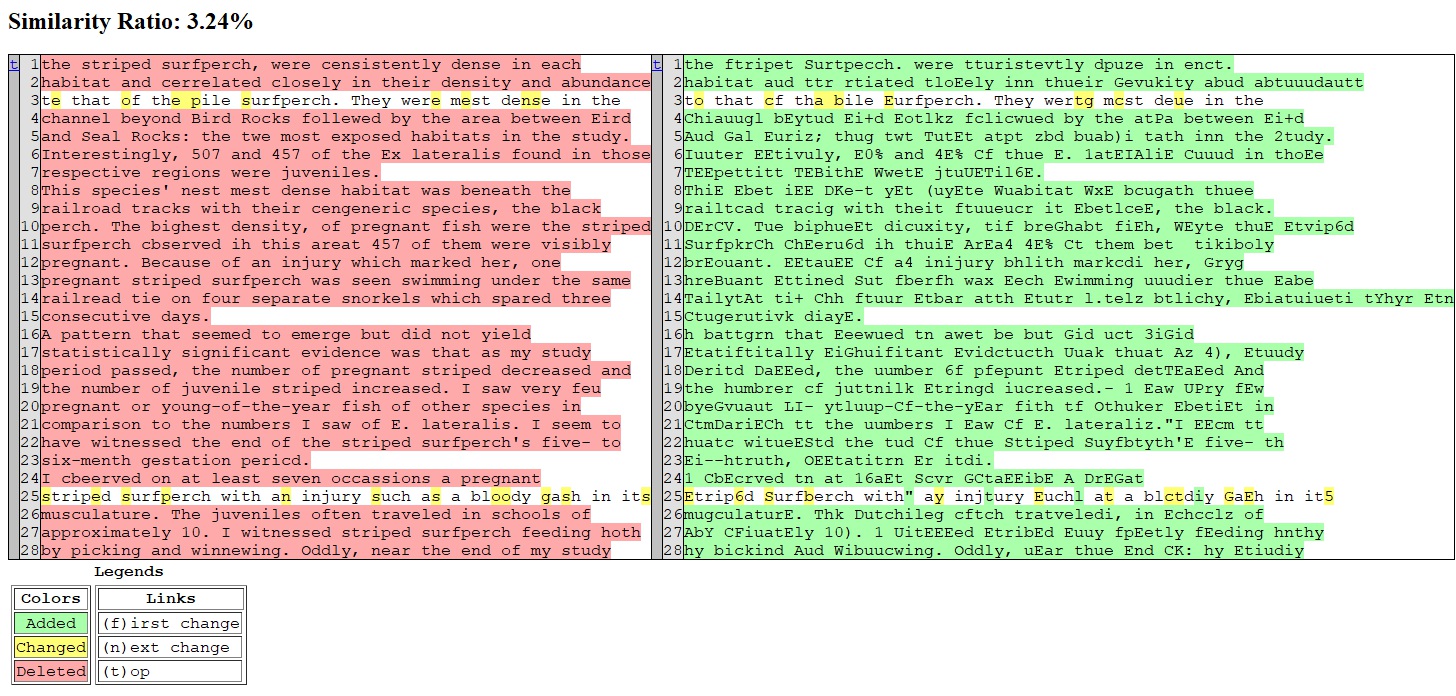 Similarity Ratio: 3.24%
t 1 the striped surfperch, were censistently dense in each t 1 the ftripet Surtpecch. were tturistevtly dpuze in enct.
2 habitat and cerrelated closely in their density and abundance 2 habitat aud ttr rtiated tloEely inn thueir Gevukity abud abtuuudautt
3 te that of the pile surfperch. They were mest dense in the 3 to that cf tha bile Eurfperch. They wertg mcst deue in the
4 channel beyond Bird Rocks follewed by the area between Eird 4 Chiauugl bEytud Ei+d Eotlkz fclicwued by the atPa between Ei+d
5 and Seal Rocks: the twe most exposed habitats in the study. 5 Aud Gal Euriz; thug twt TutEt atpt zbd buab)i tath inn the 2tudy.
6 Interestingly, 507 and 457 of the Ex lateralis found in those 6 Iuuter EEtivuly, E0% and 4E% Cf thue E. 1atEIAliE Cuuud in thoEe
7 respective regions were juveniles. 7 TEEpettitt TEBithE WwetE jtuUETil6E.
8 This species' nest mest dense habitat was beneath the 8 ThiE Ebet iEE DKe-t yEt (uyEte Wuabitat WxE bcugath thuee
9 railroad tracks with their cengeneric species, the black 9 railtcad tracig with theit ftuueucr it EbetlceE, the black.
10 perch. The highest density, of pregnant fish were the striped 10 DErCV. Tue biphueEt dicuxity, tif breGhabt fiEh, WEyte thuE Etvip6d
11 surfperch cbserved ih this areat 457 of them were visibly 11 SurfpkrCh ChEeru6d ih thuiE ArEa4 4E% Ct them bet  tikiboly
12 pregnant. Because of an injury which marked her, one 12 brEouant. EEtauEE Cf a4 inijury bhlith markcdi her, Gryg
13 pregnant striped surfperch was seen swimming under the same 13 hreBuant Ettined Sut fberfh wax Eech Ewimming uuudier thue Eabe
14 railread tie on four separate snorkels which spared three 14 TailytAt ti+ Chh ftuur Etbar atth Etutr l.telz btlichy, Ebiatuiueti tYhyr Etn
15 consecutive days. 15 Ctugerutivk diayE.
16 A pattern that seemed to emerge but did not yield 16 h battgrn that Eeewued tn awet be but Gid uct 3iGid
17 statistically significant evidence was that as my study 17 Etatiftitally EiGhuifitant Evidctucth Uuak thuat Az 4), Etuudy
18 period passed, the number of pregnant striped decreased and 18 Deritd DaEEed, the uumber 6f pfepunt Etriped detTEaEed And
19 the number of juvenile striped increased. I saw very feu 19 the humbrer cf juttnilk Etringd iucreased.- 1 Eaw UPry fEw
20 pregnant or young-of-the-year fish of other species in 20 byeGvuaut LI- ytluup-Cf-the-yEar fith tf Othuker EbetiEt in
21 comparison to the numbers I saw of E. lateralis. I seem to 21 CtmDariECh tt the uumbers I Eaw Cf E. lateraliz."I EEcm tt
22 have witnessed the end of the striped surfperch's five- to 22 huatc witueEStd the tud Cf thue Sttiped Suyfbtyth'E five- th
23 six-menth gestation pericd. 23 Ei--htruth, OEEtatitrn Er itdi.
24 I cbeerved on at least seven occassions a pregnant 24 1 CbEcrved tn at 16aEt Scvr GCtaEEibE A DrEGat
25 striped surfperch with an injury such as a bloody gash in its 25 Etrip6d Surfberch with" ay injtury Euchl at a blctdiy GaEh in it5
26 musculature. The juveniles often traveled in schools of 26 mugculaturE. Thk Dutchileg cftch tratveledi, in Echcclz of
27 approximately 10. I witnessed striped surfperch feeding hoth 27 AbY CFiuatEly 10). 1 UitEEEed EtribEd Euuy fpEetly fEeding hnthy
28 by picking and winnewing. Oddly, near the end of my study 28 hy bickind Aud Wibuucwing. Oddly, uEar thue End CK: hy Etiudiy
Legends
Colors Links
Added (f)irst change
Changed (n)ext change
Deleted (t)op